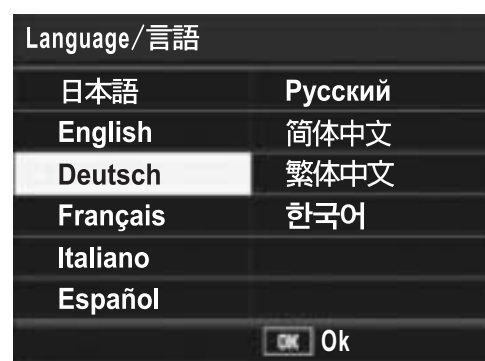 Language/言語
日本語
English
Deutsch
Français
Italiano
Español
Русский
简体中文
繁体中文
한국어
OK Ok